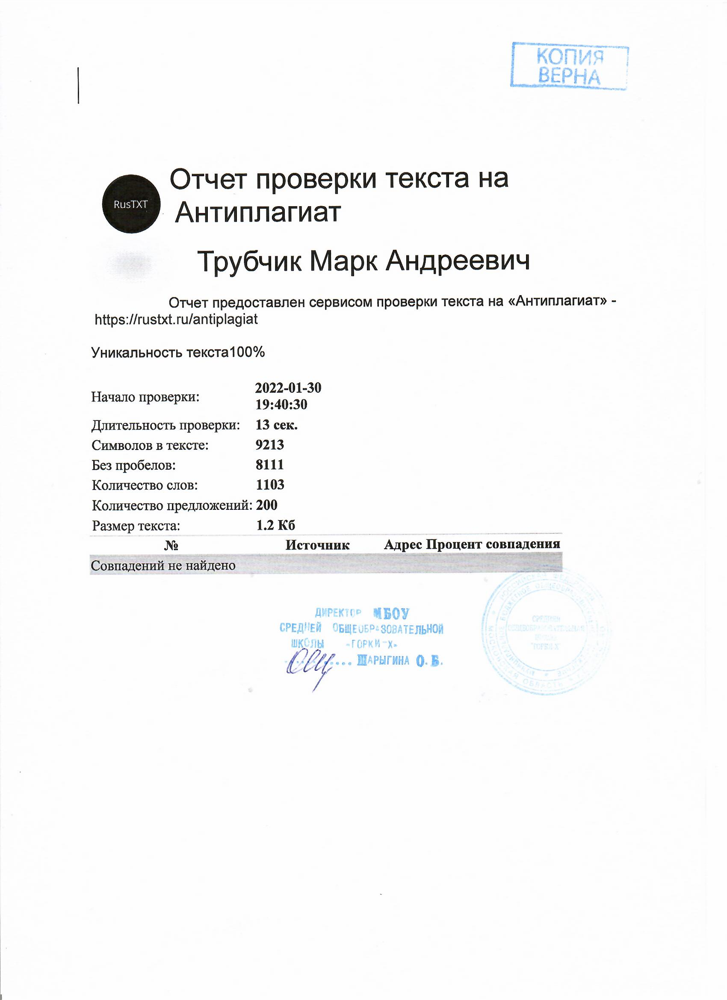 КОПИЯ
ВЕРНА
RusTXT
Отчет проверки текста на
Антиплагиат
Трубчик Марк Андреевич
Отчет предоставлен сервисом проверки текста на «Антиплагиат» -
https://rustxt.ru/antiplagiat
Уникальность текста100%
Начало проверки: 2022-01-30
19:40:30
Длительность проверки: 13 сек.
Символов в тексте: 9213
Без пробелов: 8111
Количество слов: 1103
Количество предложений: 200
Размер текста: 1.2 Кб
№ Источник Адрес Процент совпадения
Совпадений не найдено
ДИРЕКТОР МБОУ
СРЕДНЕЙ ОБЩЕОБРАЗОВАТЕЛЬНОЙ
ШКОЛЫ «ГОРКИ-Х»
ШАРЫГИНА О. Б.
РОССИЙСКАЯ ФЕДЕРАЦИЯ
МОСКОВСКАЯ ОБЛАСТЬ
СРЕДНЯЯ
ОБЩЕОБРАЗОВАТЕЛЬНАЯ
ШКОЛА
"ГОРКИ-Х"